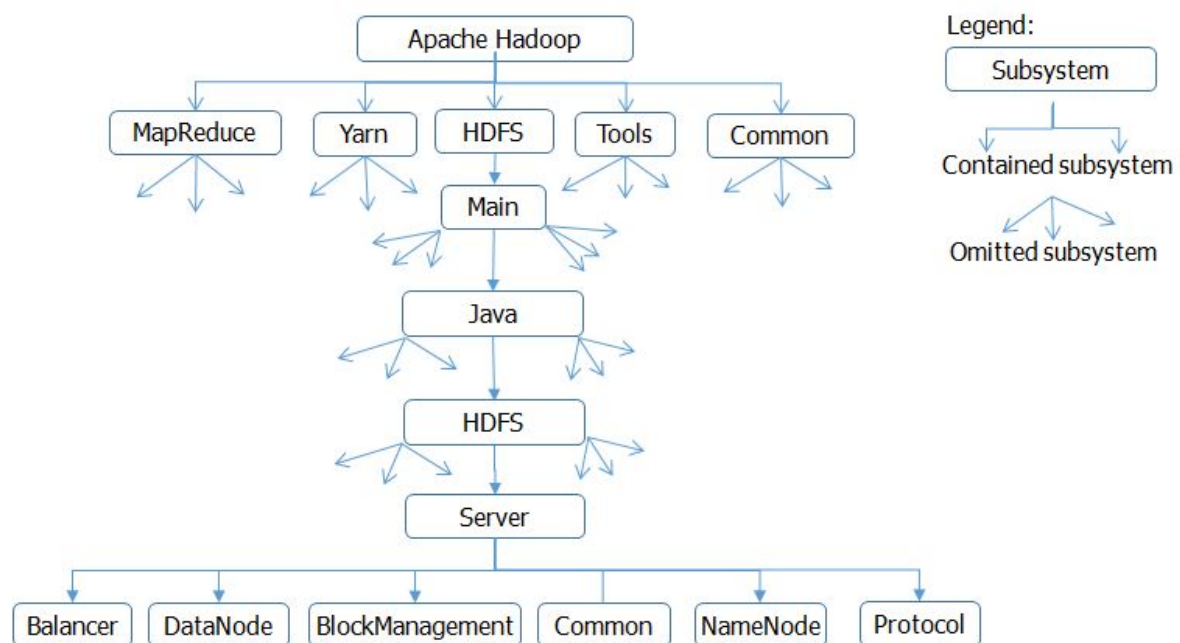 Legend:
Apache Hadoop
Subsystem
MapReduce
Yarn
HDFS
Tools
Common
Contained subsystem
Main
Omitted subsystem
Java
HDFS
Server
Balancer
DataNode
BlockManagement
Common
NameNode
Protocol